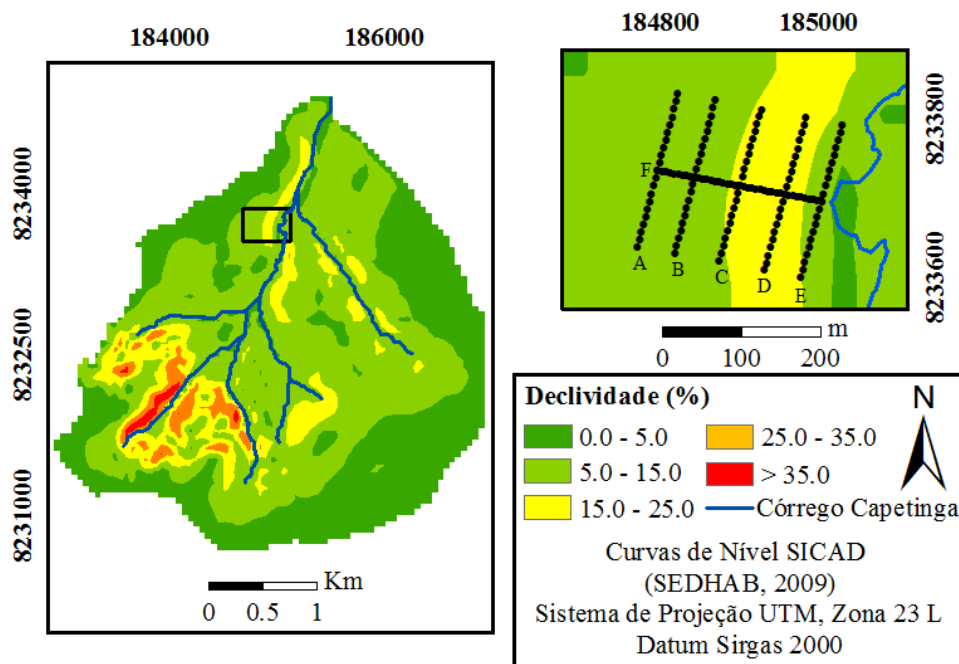 184000 186000
8234000
8232500
8231000
Km
0 0.5 1
184800 185000
8233800
8233600
F
A B C D E
m
0 100 200
Declividade (%)
0.0 - 5.0
5.0 - 15.0
15.0 - 25.0
25.0 - 35.0
> 35.0
Córrego Capetinga
N
Curvas de Nível SICAD
(SEDHAB, 2009)
Sistema de Projeção UTM, Zona 23 L
Datum Sirgas 2000